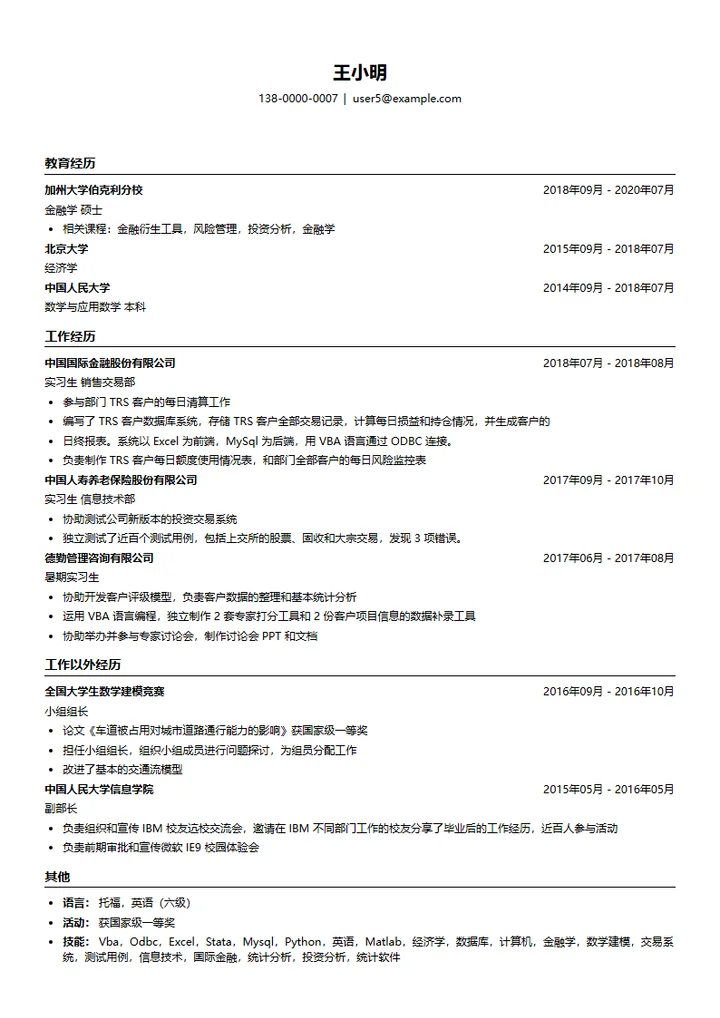 王小明
138-0000-0007 | user5@example.com
教育经历
加州大学伯克利分校 2018年09月 - 2020年07月
金融学 硕士
• 相关课程：金融衍生工具，风险管理，投资分析，金融学
北京大学 2015年09月 - 2018年07月
经济学
中国人民大学 2014年09月 - 2018年07月
数学与应用数学 本科
工作经历
中国国际金融股份有限公司 2018年07月 - 2018年08月
实习生 销售交易部
• 参与部门 TRS 客户的每日清算工作
• 编写了 TRS 客户数据库系统，存储 TRS 客户全部交易记录，计算每日损益和持仓情况，并生成客户的
• 日终报表。系统以 Excel 为前端，MySql 为后端，用 VBA 语言通过 ODBC 连接。
• 负责制作 TRS 客户每日额度使用情况表，和部门全部客户的每日风险监控表
中国人寿养老保险股份有限公司 2017年09月 - 2017年10月
实习生 信息技术部
• 协助测试公司新版本的投资交易系统
• 独立测试了近百个测试用例，包括上交所的股票、固收和大宗交易，发现 3 项错误。
德勤管理咨询有限公司 2017年06月 - 2017年08月
暑期实习生
• 协助开发客户评级模型，负责客户数据的整理和基本统计分析
• 运用 VBA 语言编程，独立制作 2 套专家打分工具和 2 份客户项目信息的数据补录工具
• 协助举办并参与专家讨论会，制作讨论会 PPT 和文档
工作以外经历
全国大学生数学建模竞赛 2016年09月 - 2016年10月
小组组长
• 论文《车道被占用对城市道路通行能力的影响》获国家级一等奖
• 担任小组组长，组织小组成员进行问题探讨，为组员分配工作
• 改进了基本的交通流模型
中国人民大学信息学院 2015年05月 - 2016年05月
副部长
• 负责组织和宣传 IBM 校友返校交流会，邀请在 IBM 不同部门工作的校友分享了毕业后的工作经历，近百人参与活动
• 负责前期审批和宣传微软 IE9 校园体验会
其他
• 语言： 托福，英语（六级）
• 活动： 获国家级一等奖
• 技能： Vba，Odbc，Excel，Stata，Mysql，Python，英语，Matlab，经济学，数据库，计算机，金融学，数学建模，交易系
统，测试用例，信息技术，国际金融，统计分析，投资分析，统计软件